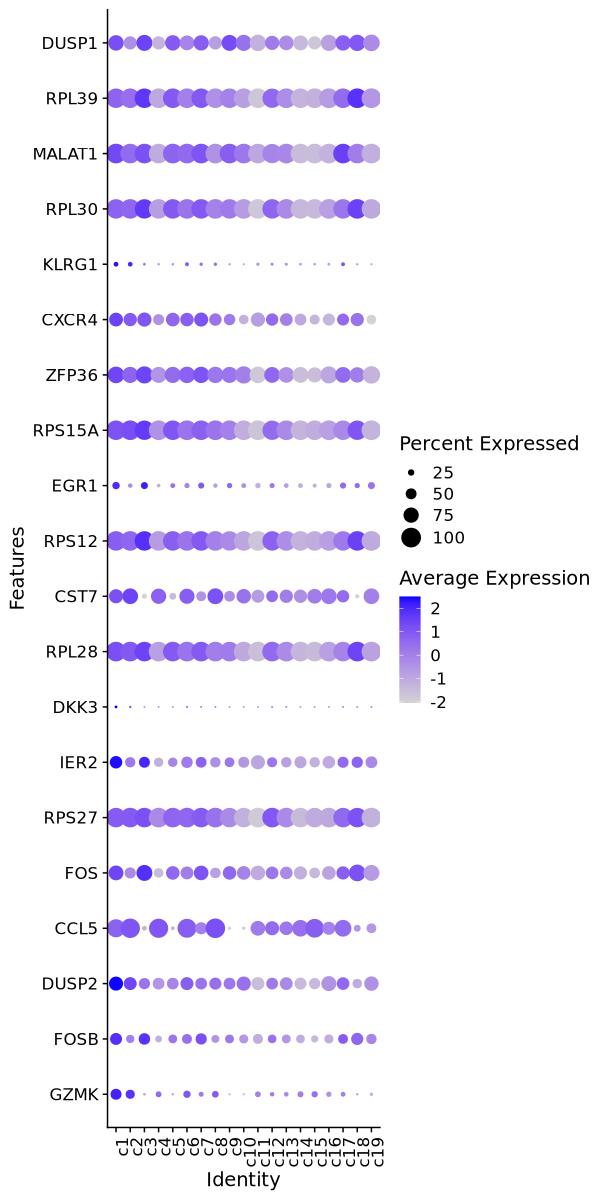 DUSP1
RPL39
MALAT1
RPL30
KLRG1
CXCR4
ZFP36
RPS15A
EGR1
RPS12
CST7
RPL28
DKK3
IER2
RPS27
FOS
CCL5
DUSP2
FOSB
GZMK
Features
c1 c2 c3 c4 c5 c6 c7 c8 c9 c10 c11 c12 c13 c14 c15 c16 c17 c18 c19
Identity
Percent Expressed
25
50
75
100
Average Expression
2
1
0
-1
-2